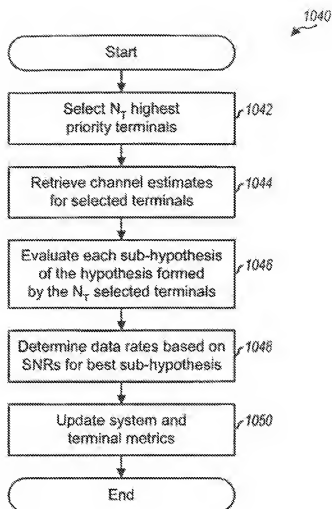 1040
Start
Select N_T highest
priority terminals
1042
Retrieve channel estimates
for selected terminals
1044
Evaluate each sub-hypothesis
of the hypothesis formed
by the N_T selected terminals
1046
Determine data rates based on
SNRs for best sub-hypothesis
1048
Update system and
terminal metrics
1050
End